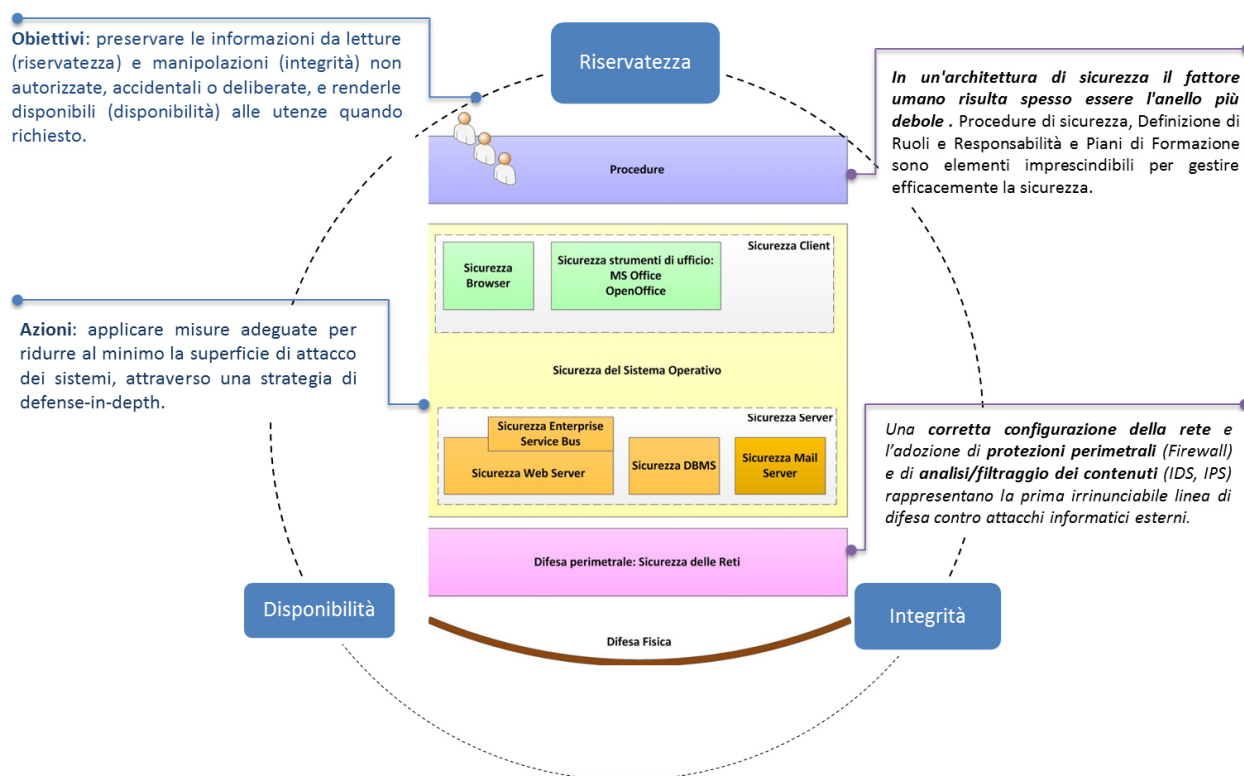 Obiettivi: preservare le informazioni da letture
(riservatezza) e manipolazioni (integrità) non
autorizzate, accidentali o deliberate, e renderle
disponibili (disponibilità) alle utenze quando
richiesto.
Riservatezza
In un'architettura di sicurezza il fattore
umano risulta spesso essere l'anello più
debole . Procedure di sicurezza, Definizione di
Ruoli e Responsabilità e Piani di Formazione
sono elementi imprescindibili per gestire
efficacemente la sicurezza.
Procedure
Sicurezza Client
Sicurezza
Browser
Sicurezza strumenti di ufficio:
MS Office
OpenOffice
Azioni: applicare misure adeguate per
ridurre al minimo la superficie di attacco
dei sistemi, attraverso una strategia di
defense-in-depth.
Sicurezza del Sistema Operativo
Sicurezza Server
Sicurezza Enterprise
Service Bus
Sicurezza Web Server
Sicurezza DBMS
Sicurezza Mail
Server
Una corretta configurazione della rete e
l’adozione di protezioni perimetrali (Firewall)
e di analisi/filtraggio dei contenuti (IDS, IPS)
rappresentano la prima irrinunciabile linea di
difesa contro attacchi informatici esterni.
Difesa perimetrale: Sicurezza delle Reti
Disponibilità
Integrità
Difesa Fisica